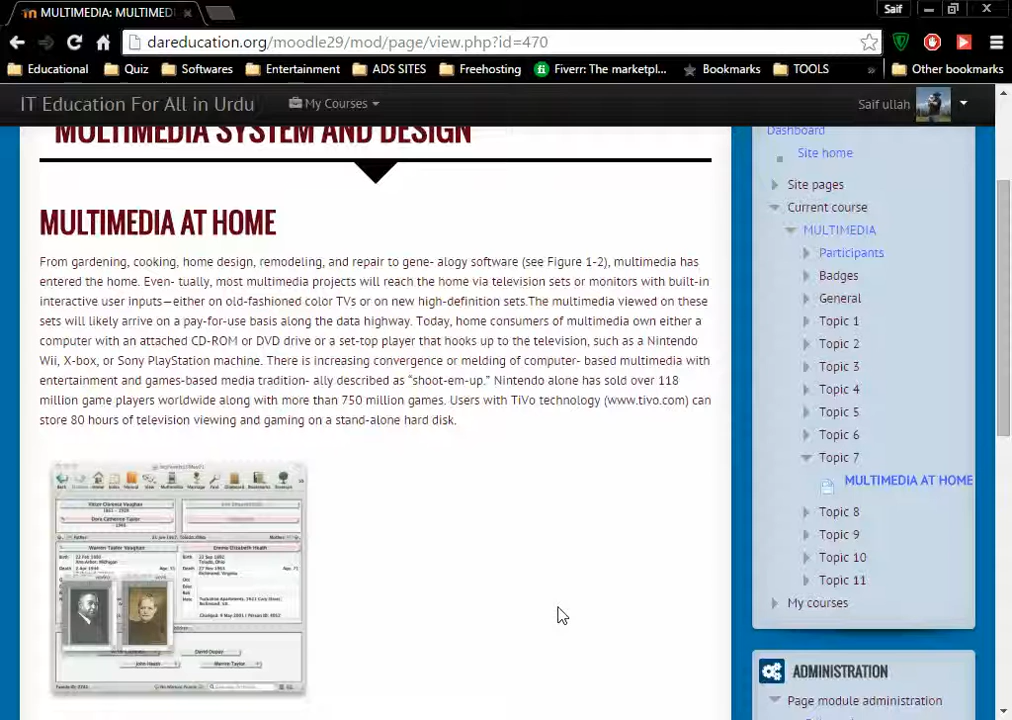 MULTIMEDIA: MULTIMEDI
Saif
dareducation.org/moodle29/mod/page/view.php?id=470
Educational Quiz Softwares Entertainment ADS SITES Freehosting Fiverr: The marketpl... Bookmarks TOOLS » Other bookmarks
IT Education For All in Urdu My Courses Saif ullah
MULTIMEDIA SYSTEM AND DESIGN
MULTIMEDIA AT HOME
From gardening, cooking, home design, remodeling, and repair to gene- alogy software (see Figure 1-2), multimedia has
entered the home. Even- tually, most multimedia projects will reach the home via television sets or monitors with built-in
interactive user inputs—either on old-fashioned color TVs or on new high-definition sets.The multimedia viewed on these
sets will likely arrive on a pay-for-use basis along the data highway. Today, home consumers of multimedia own either a
computer with an attached CD-ROM or DVD drive or a set-top player that hooks up to the television, such as a Nintendo
Wii, X-box, or Sony PlayStation machine. There is increasing convergence or melding of computer- based multimedia with
entertainment and games-based media tradition- ally described as “shoot-em-up.” Nintendo alone has sold over 118
million game players worldwide along with more than 750 million games. Users with TiVo technology (www.tivo.com) can
store 80 hours of television viewing and gaming on a stand-alone hard disk.
Warren Taylor Vaughan
Emma Elizabeth Heath
John Heath
David Dupuy
Warren Taylor
Dashboard
Site home
Site pages
Current course
MULTIMEDIA
Participants
Badges
General
Topic 1
Topic 2
Topic 3
Topic 4
Topic 5
Topic 6
Topic 7
MULTIMEDIA AT HOME
Topic 8
Topic 9
Topic 10
Topic 11
My courses
ADMINISTRATION
Page module administration